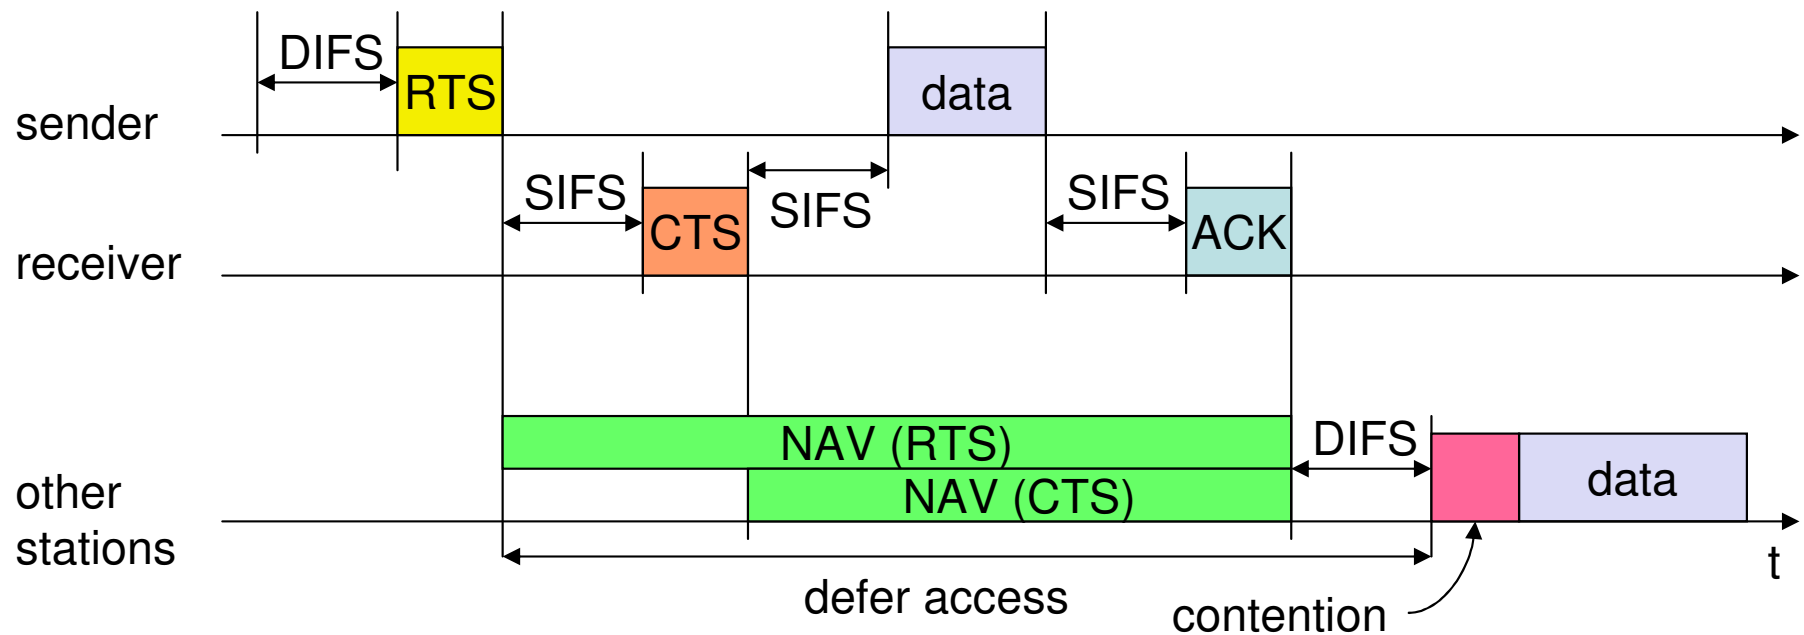 DIFS
RTS
data
sender
SIFS
CTS
SIFS
SIFS
ACK
receiver
NAV (RTS)
DIFS
NAV (CTS)
data
other
stations
t
defer access
contention